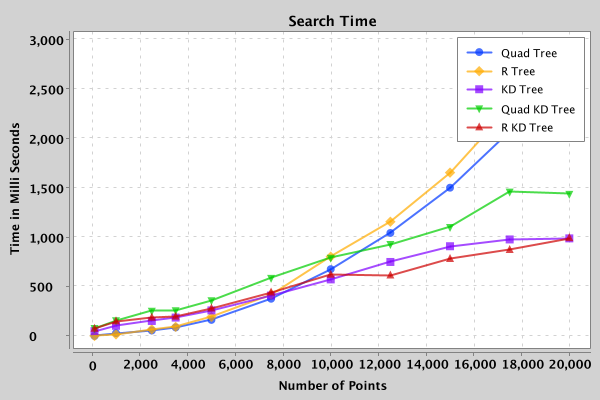 Search Time
Time in Milli Seconds
3,000
2,500
2,000
1,500
1,000
500
0
Quad Tree
R Tree
KD Tree
Quad KD Tree
R KD Tree
0 2,000 4,000 6,000 8,000 10,000 12,000 14,000 16,000 18,000 20,000
Number of Points